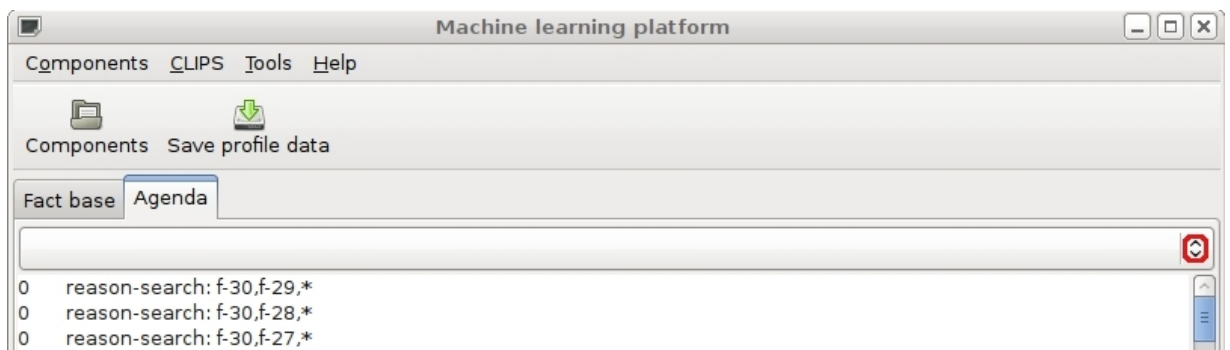 Machine learning platform
Components CLIPS Tools Help
Components Save profile data
Fact base Agenda
0 reason-search: f-30,f-29,*
0 reason-search: f-30,f-28,*
0 reason-search: f-30,f-27,*